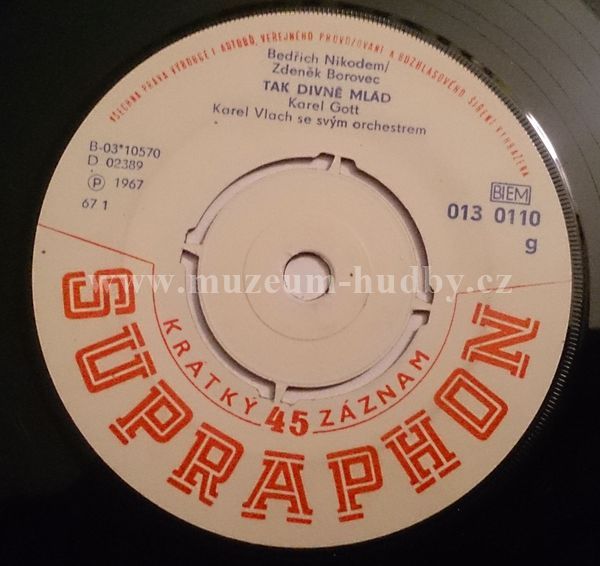 VŠECHNA PRÁVA VÝROBCE I AUTORŮ, VEŘEJNÉHO PROVOZOVÁNÍ A ROZHLASOVÉHO ŠÍŘENÍ VYHRAZENA
Bedřich Nikodem/
Zdeněk Borovec
TAK DIVNĚ MLÁD
Karel Gott
Karel Vlach se svým orchestrem
B-03*10570
D 02389
Ⓟ 1967
67 1
BIEM
013 0110
g
www.muzeum-hudby.cz
KRÁTKÝ 45 ZÁZNAM
SUPRAPHON